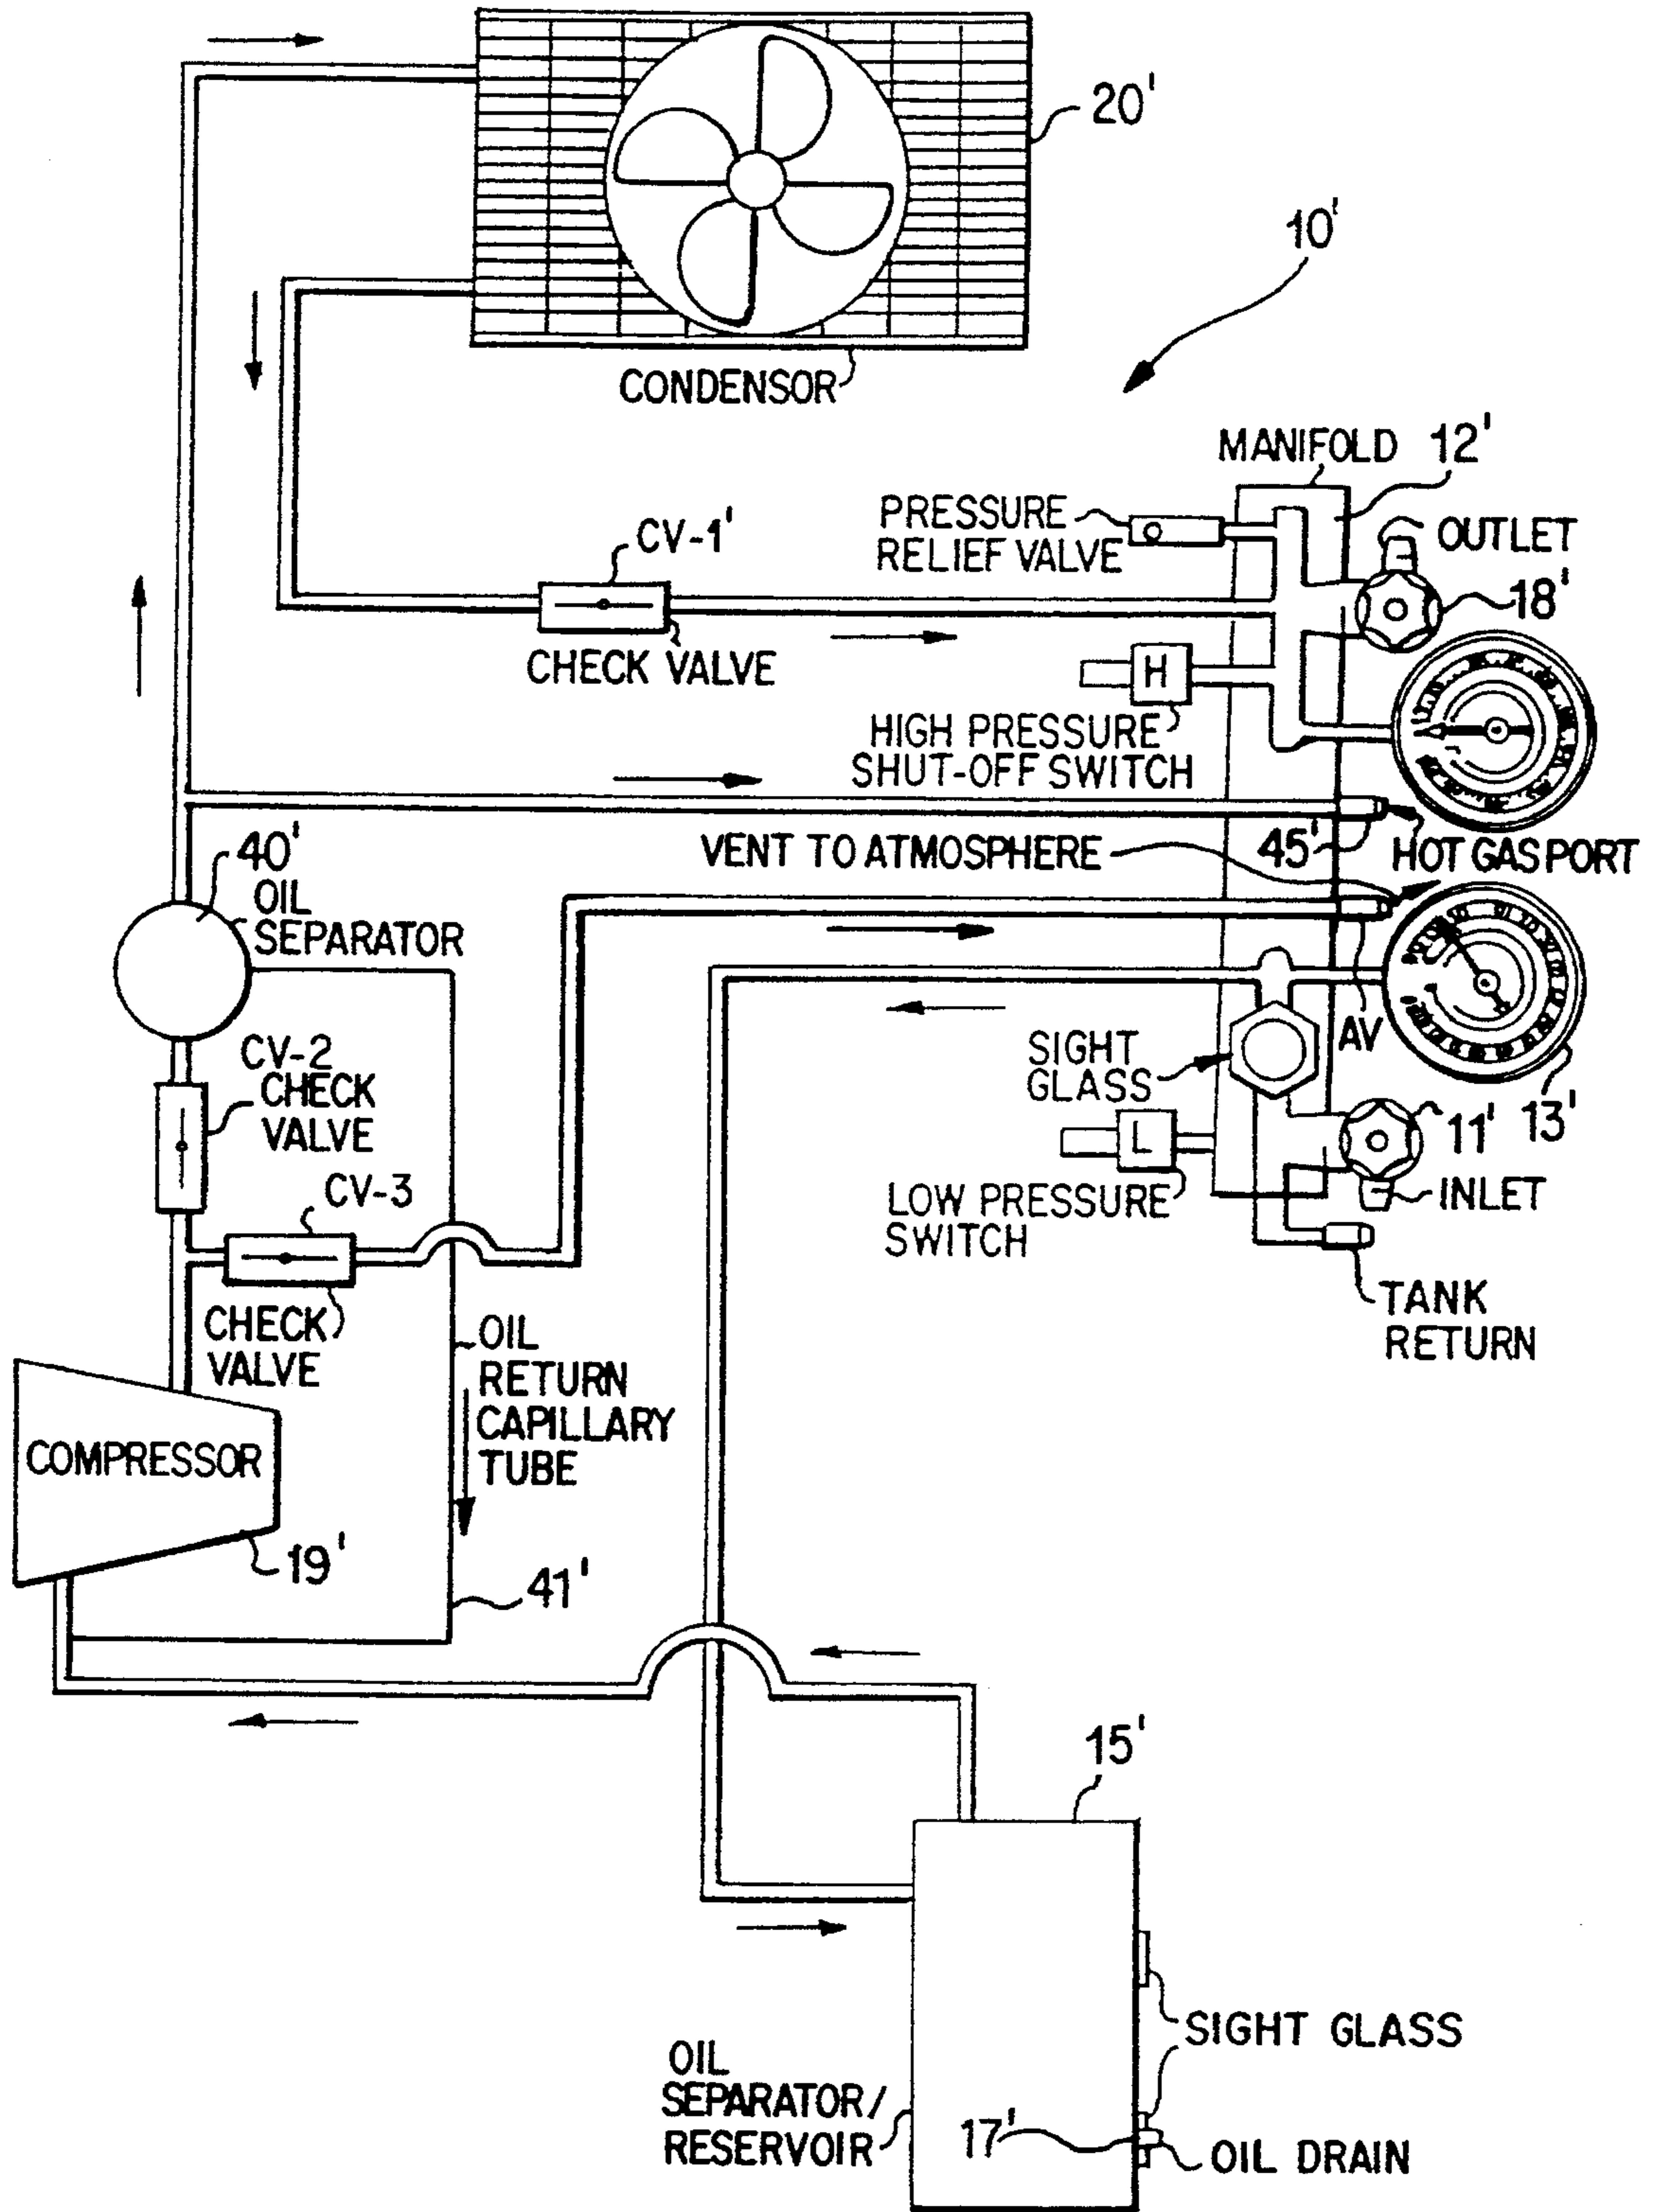 20'
10'
CONDENSOR
MANIFOLD 12'
PRESSURE
RELIEF VALVE
OUTLET
18'
CV-1'
CHECK VALVE
H
HIGH PRESSURE
SHUT-OFF SWITCH
VENT TO ATMOSPHERE
45'
HOT GAS PORT
40'
OIL
SEPARATOR
AV
SIGHT
GLASS
13'
11'
CV-2
CHECK
VALVE
L
LOW PRESSURE
SWITCH
INLET
CV-3
TANK
RETURN
CHECK
VALVE
OIL
RETURN
CAPILLARY
TUBE
COMPRESSOR
19'
41'
15'
SIGHT GLASS
OIL
SEPARATOR/
RESERVOIR
17'
OIL DRAIN